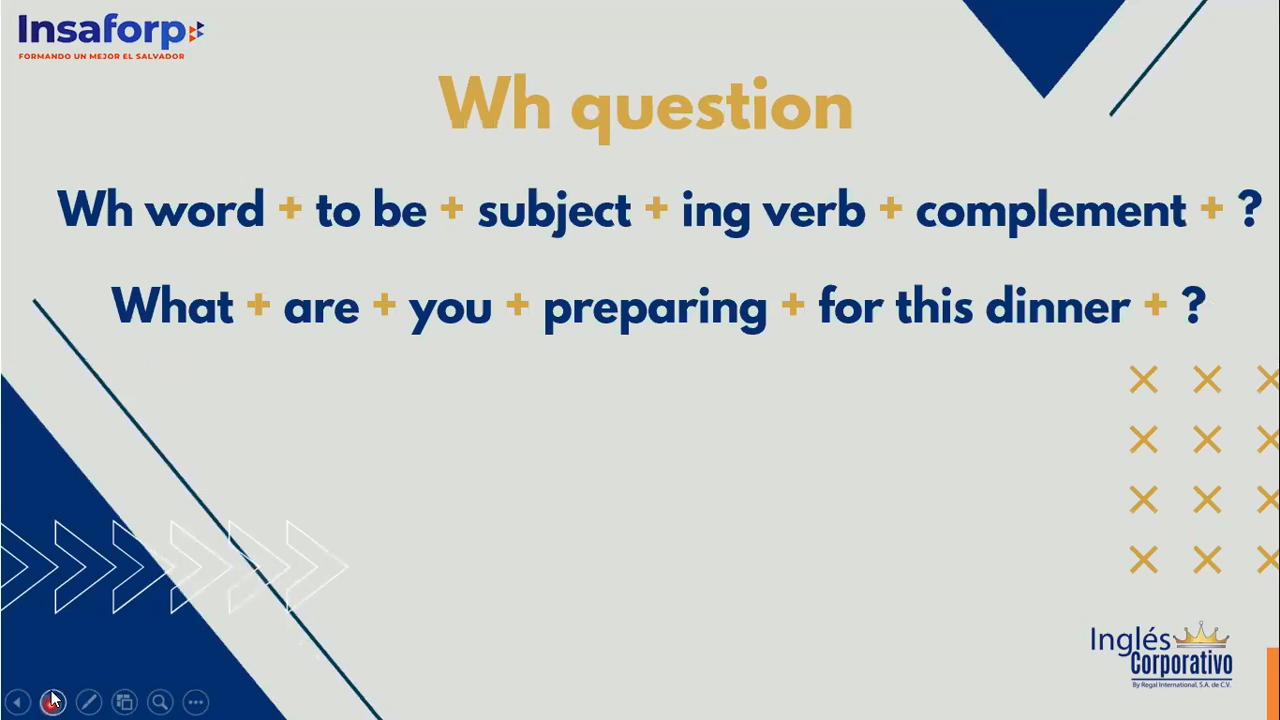 Insaforp
FORMANDO UN MEJOR EL SALVADOR
Wh question
Wh word + to be + subject + ing verb + complement + ?
What + are + you + preparing + for this dinner + ?
Inglés
Corporativo
By Regal International, S.A. de C.V.